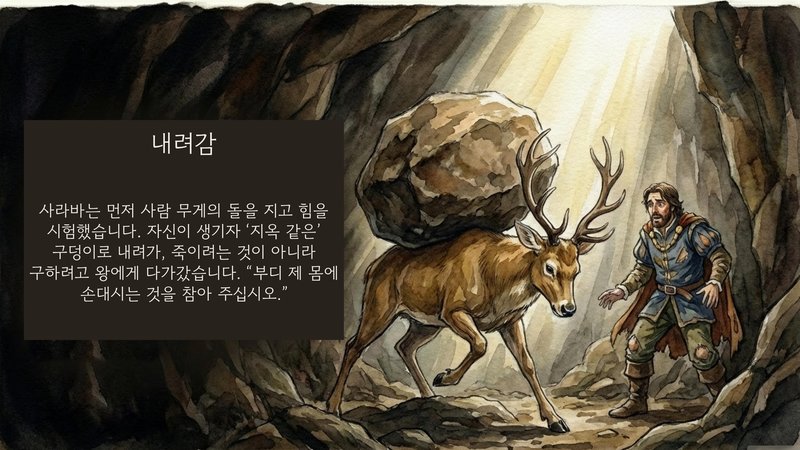 내려감
사라바는 먼저 사람 무게의 돌을 지고 힘을
시험했습니다. 자신이 생기자 ‘지옥 같은’
구덩이로 내려가, 죽이려는 것이 아니라
구하려고 왕에게 다가갔습니다. “부디 제 몸에
손대시는 것을 참아 주십시오.”